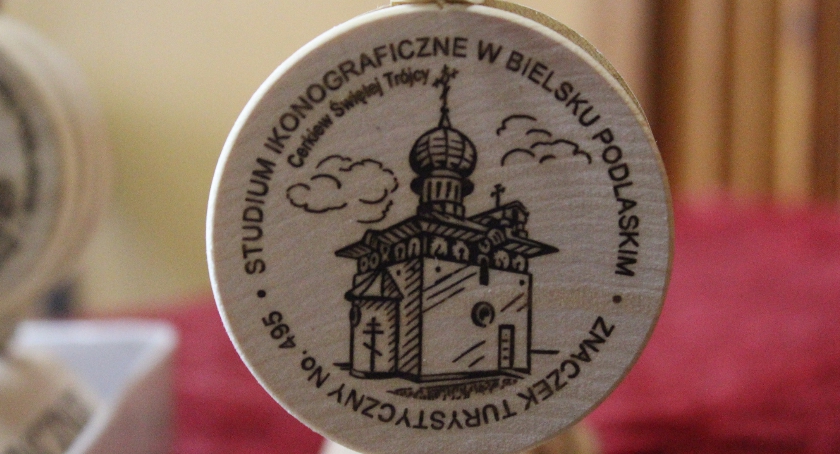 STUDIUM IKONOGRAFICZNE W BIELSKU PODLASKIM
Cerkiew Świętej Trójcy
• ZNACZEK TURYSTYCZNY No. 495 •